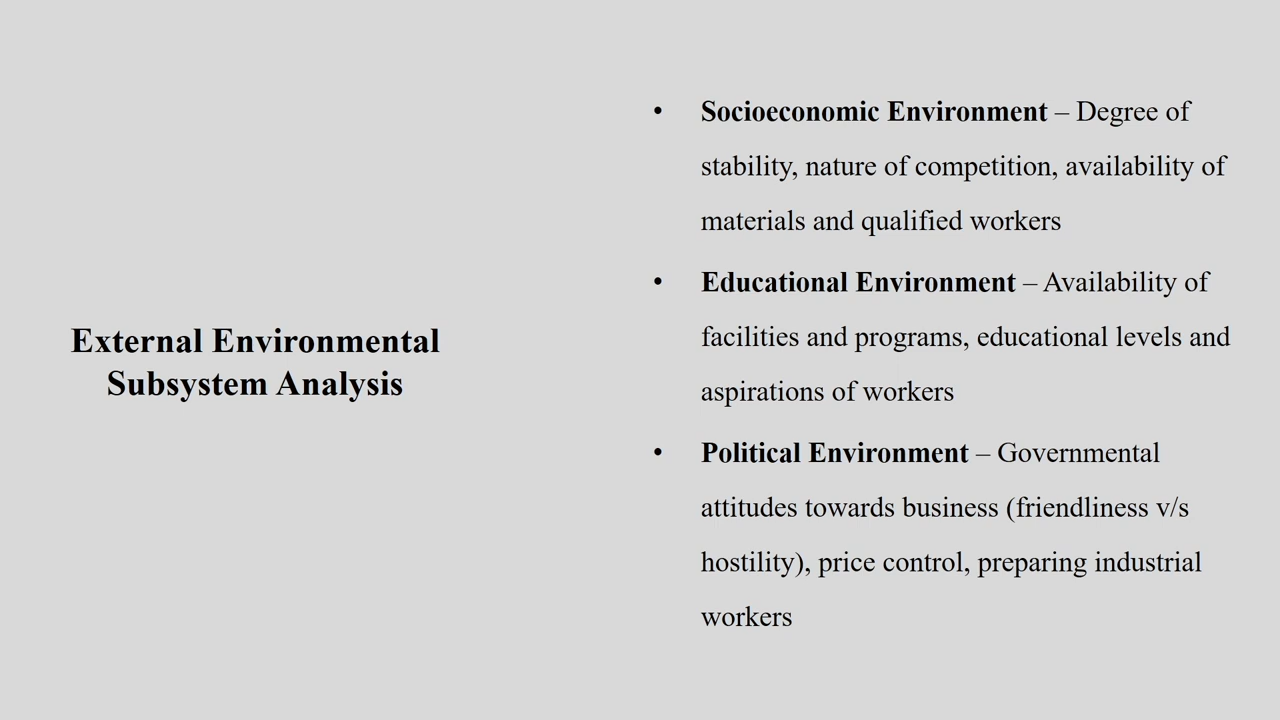 External Environmental
Subsystem Analysis
• Socioeconomic Environment – Degree of
stability, nature of competition, availability of
materials and qualified workers
• Educational Environment – Availability of
facilities and programs, educational levels and
aspirations of workers
• Political Environment – Governmental
attitudes towards business (friendliness v/s
hostility), price control, preparing industrial
workers